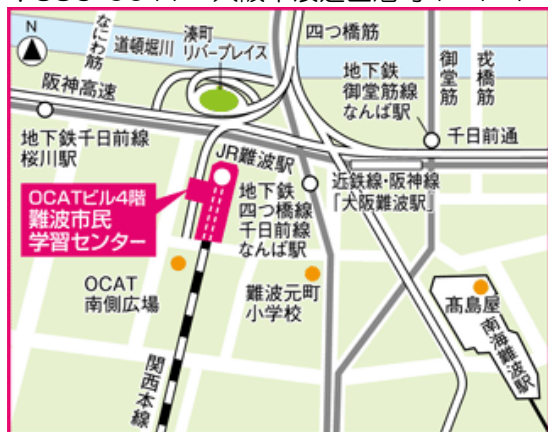 N
なにわ筋
道頓堀川
湊町
リバープレイス
四つ橋筋
阪神高速
地下鉄
御堂筋線
なんば駅
御堂筋
戎橋筋
地下鉄千日前線
桜川駅
千日前通
JR難波駅
近鉄線・阪神線
「大阪難波駅」
OCATビル4階
難波市民
学習センター
地下鉄
四つ橋線
千日前線
なんば駅
OCAT
南側広場
難波元町
小学校
髙島屋
南海難波駅
関西本線